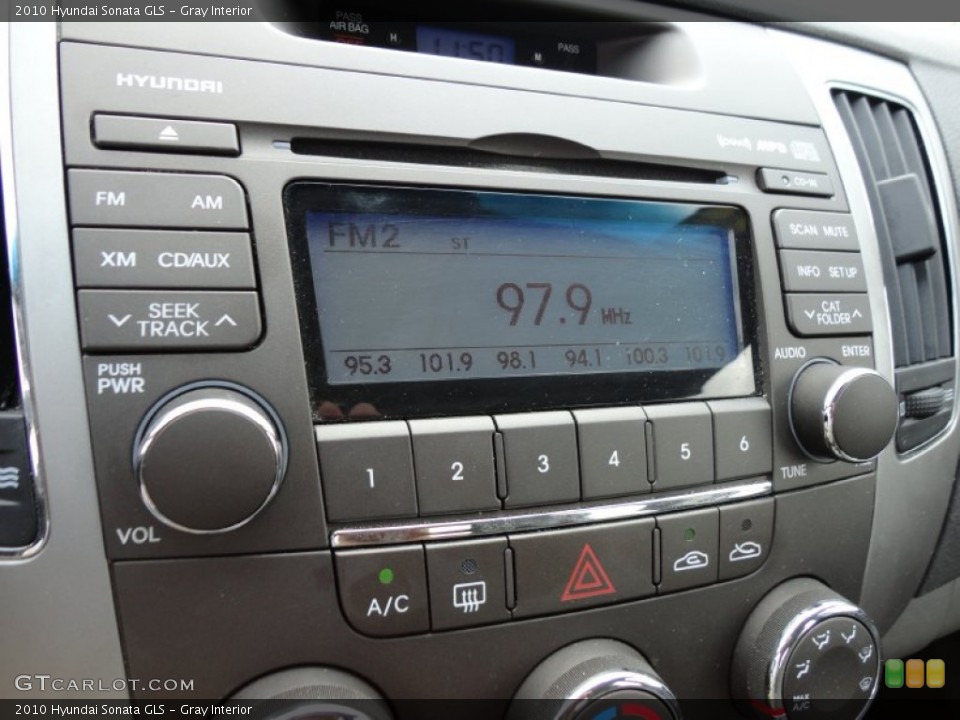 2010 Hyundai Sonata GLS - Gray Interior
PASS
AIR BAG
OFF
H
11:50
M
PASS
HYUNDAI
MP3
CD-IN
FM
AM
SCAN MUTE
FM2
ST
XM
CD/AUX
INFO SETUP
97.9 MHz
SEEK
TRACK
CAT
FOLDER
95.3 101.9 98.1 94.1 100.3 101.9
AUDIO
ENTER
PUSH
PWR
1 2 3 4 5 6
TUNE
VOL
A/C
MAX
A/C
GTCARLOT.COM
2010 Hyundai Sonata GLS - Gray Interior